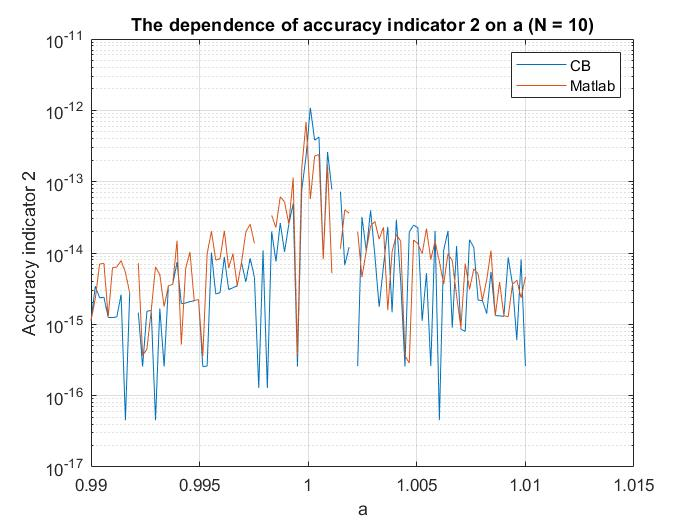 The dependence of accuracy indicator 2 on a (N = 10)
10^-11
10^-12
10^-13
10^-14
10^-15
10^-16
10^-17
Accuracy indicator 2
CB
Matlab
0.99 0.995 1 1.005 1.01 1.015
a